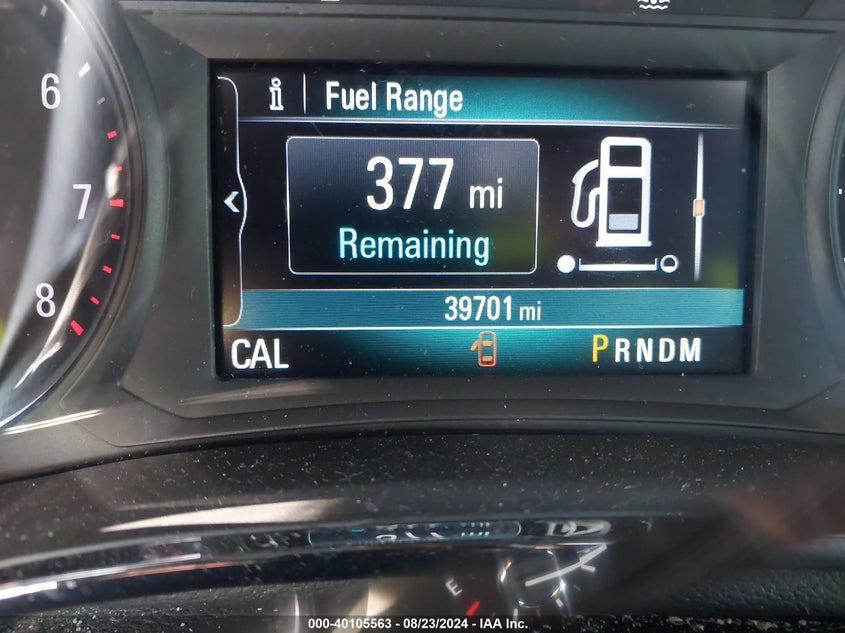 6
7
8
i Fuel Range
377 mi
Remaining
39701 mi
CAL
PRNDM
E
000-40105563 - 08/23/2024 - IAA Inc.